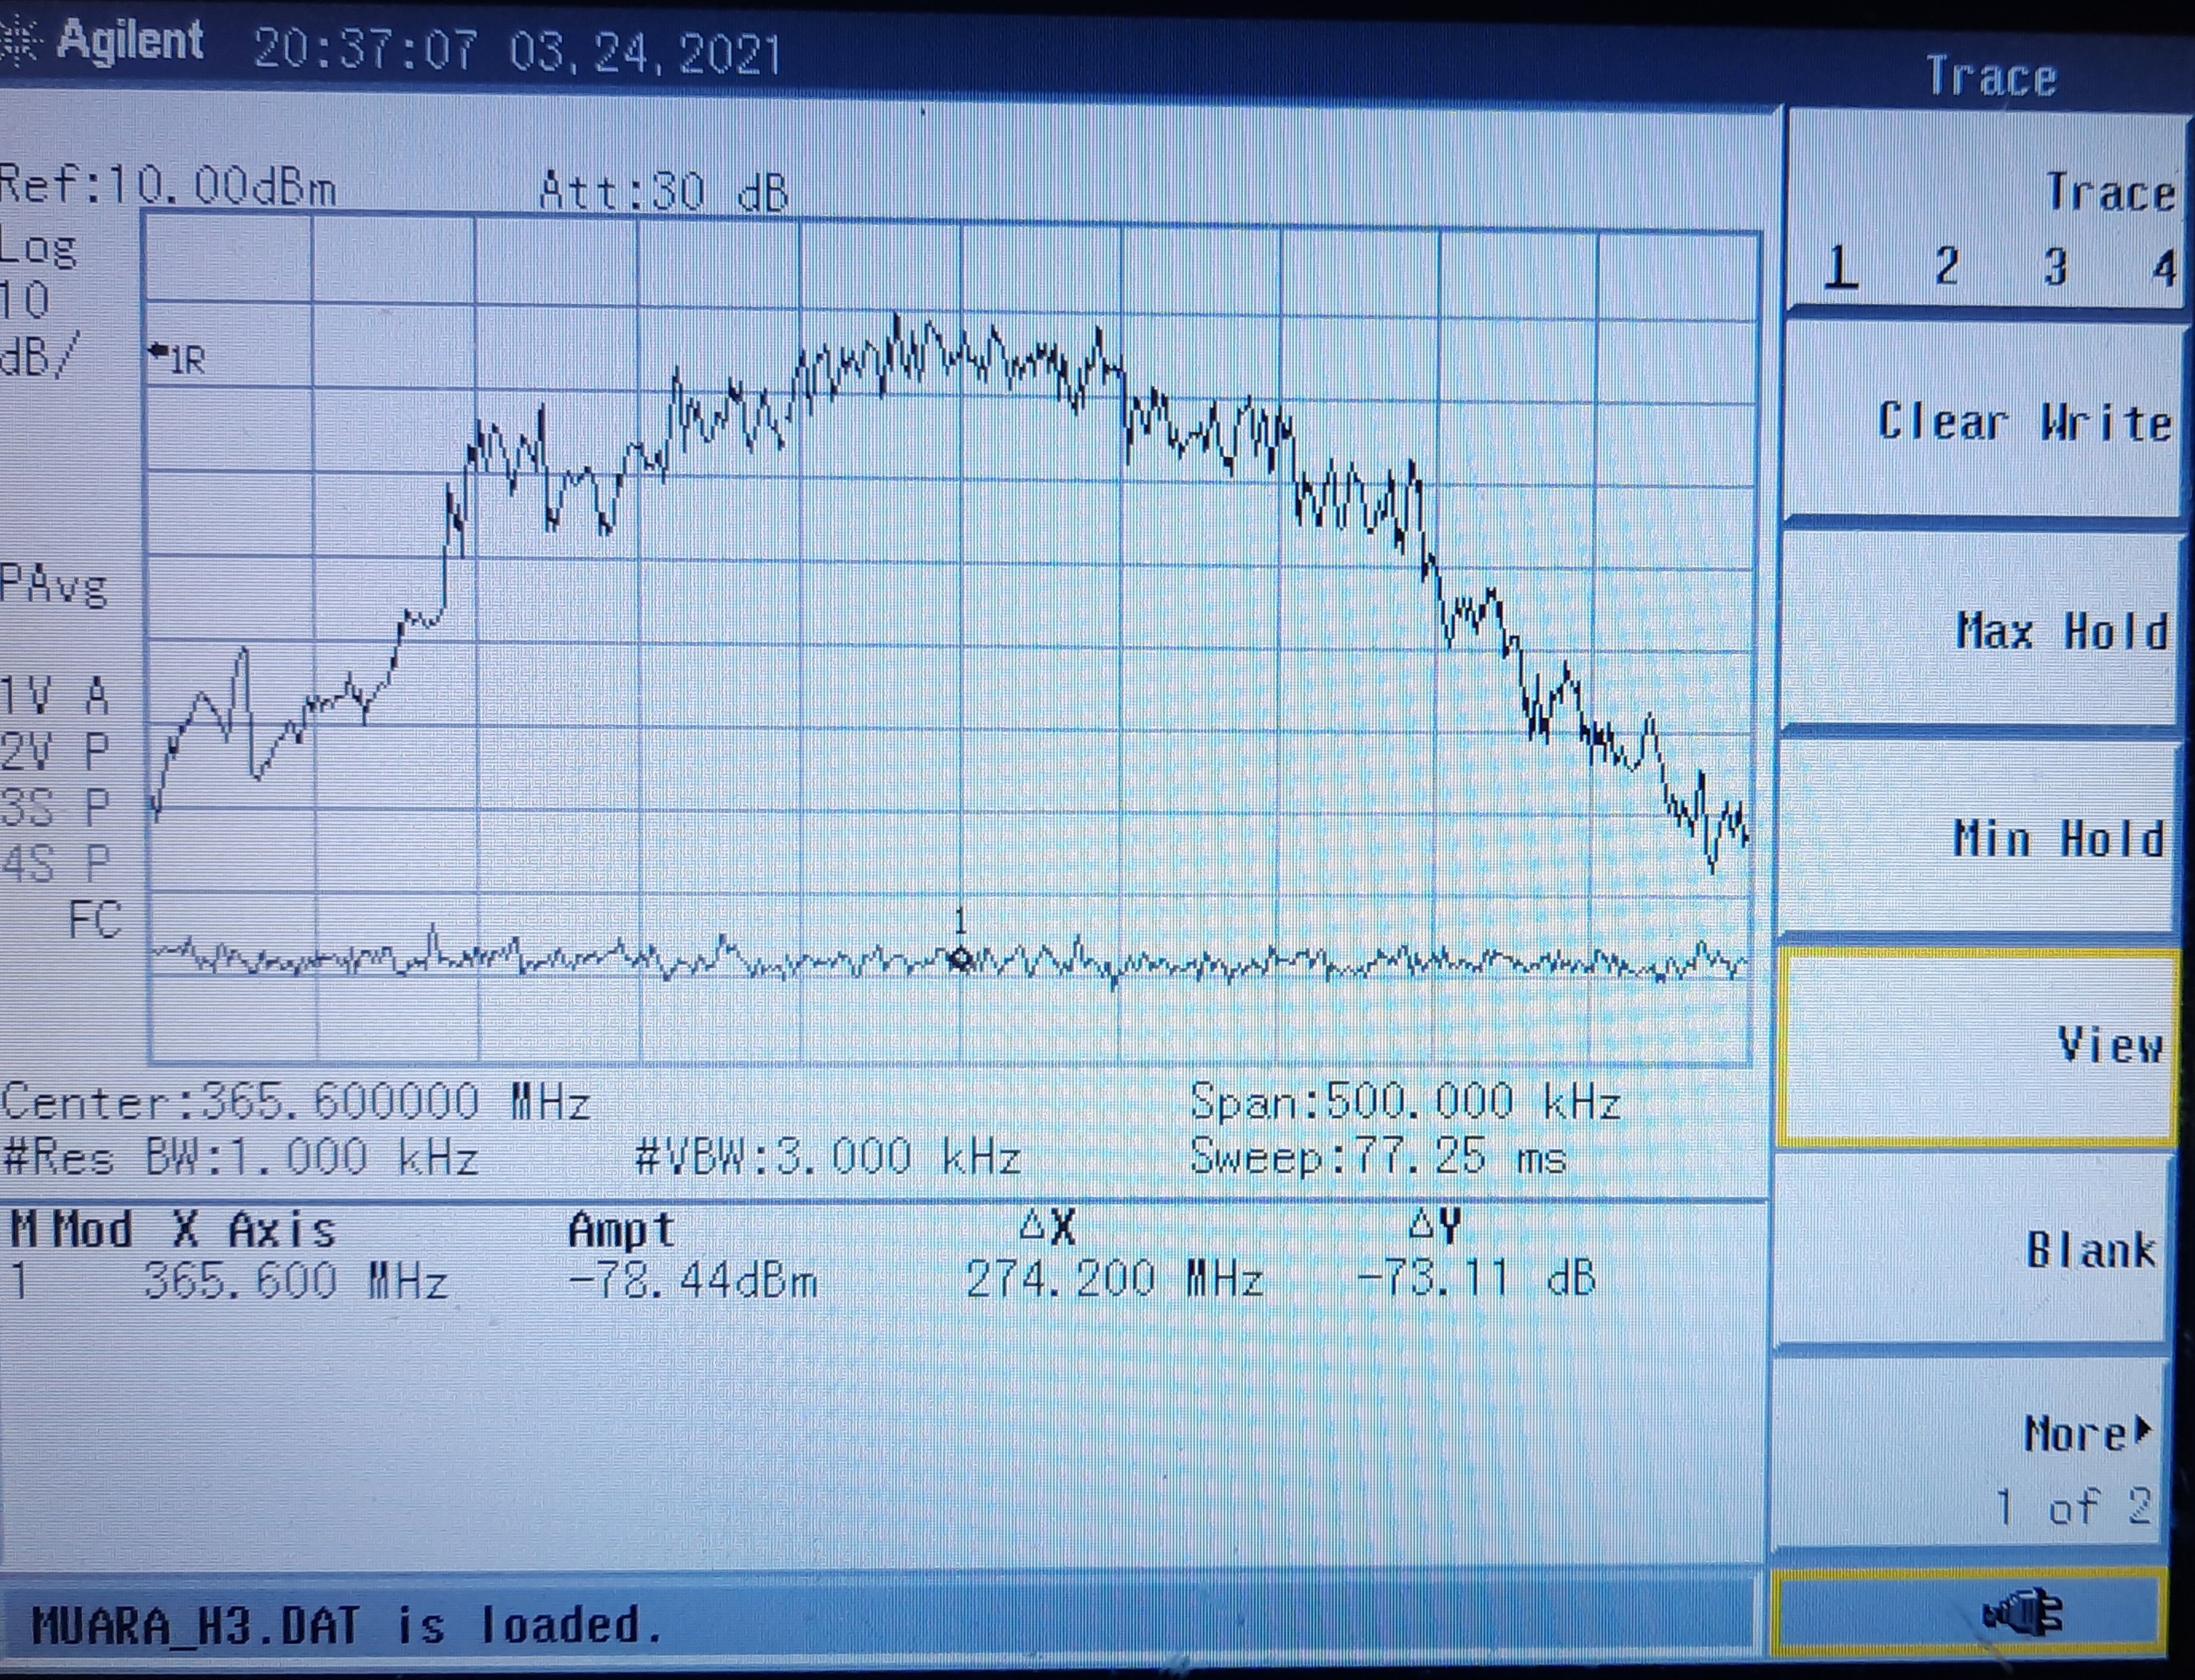 Agilent 20:37:07 03,24,2021
Trace
Ref:10.00dBm Att:30 dB
Log
10
dB/
1R
PAvg
1V A
2V P
3S P
4S P
FC
1
Center:365.600000 MHz Span:500.000 kHz
#Res BW:1.000 kHz #VBW:3.000 kHz Sweep:77.25 ms
M Mod X Axis Ampt ΔX ΔY
1 365.600 MHz -78.44dBm 274.200 MHz -73.11 dB
MUARA_H3.DAT is loaded.
Trace
1 2 3 4
Clear Write
Max Hold
Min Hold
View
Blank
More
1 of 2